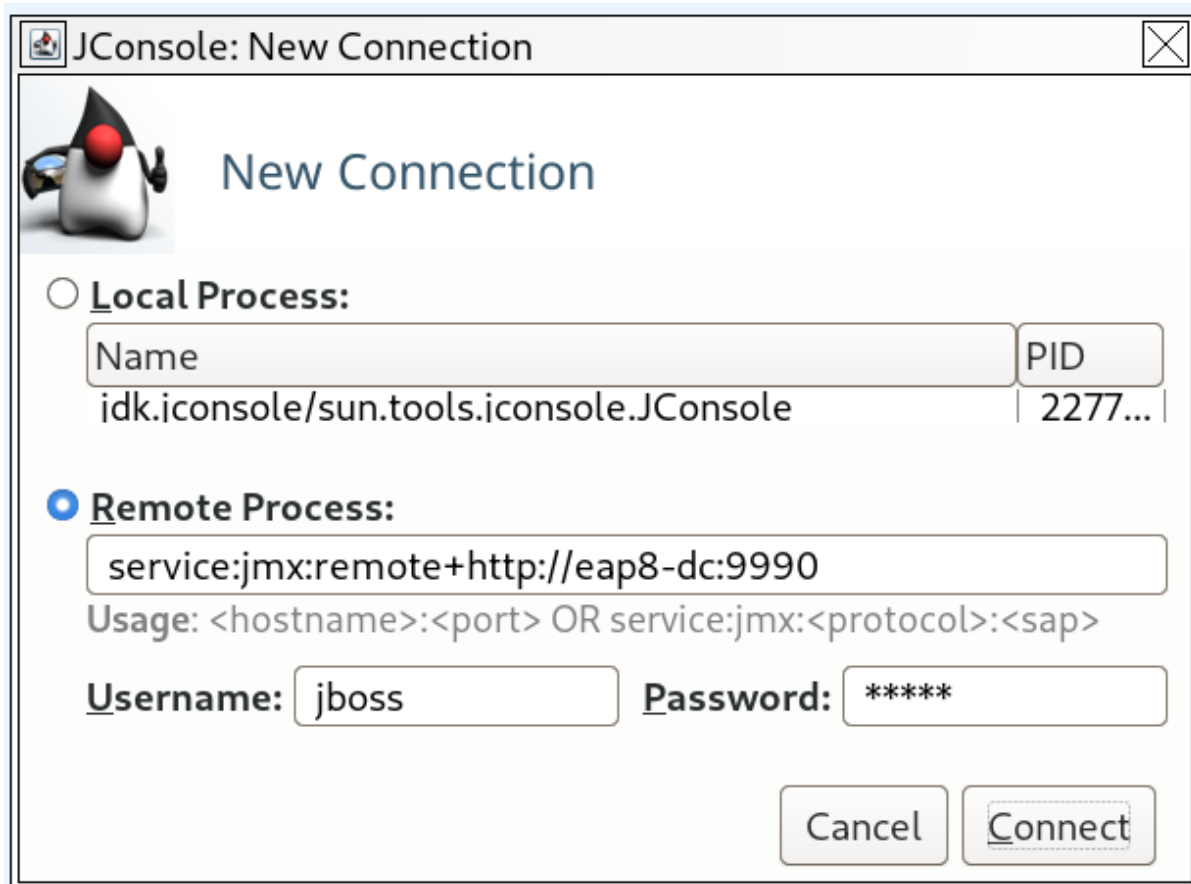 JConsole: New Connection
New Connection
Local Process:
Name PID
jdk.jconsole/sun.tools.jconsole.JConsole 2277...
Remote Process:
service:jmx:remote+http://eap8-dc:9990
Usage: <hostname>:<port> OR service:jmx:<protocol>:<sap>
Username: jboss Password: *****
Cancel Connect